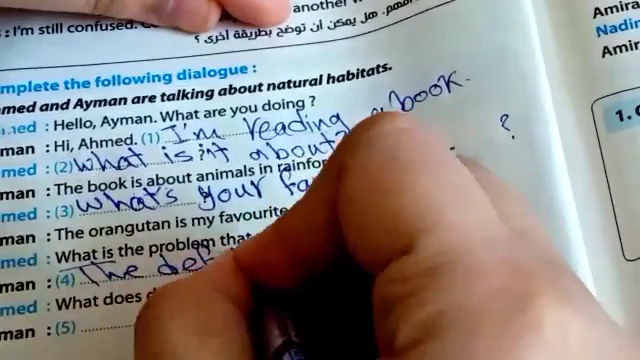 : I'm still confused. C
another
هم. هل يمكن أن توضح بطريقة أخرى ؟
mplete the following dialogue :
med and Ayman are talking about natural habitats.
med : Hello, Ayman. What are you doing ?
man : Hi, Ahmed. (1) I'm reading a book.
med : (2) What is it about?
man : The book is about animals in rainfor
med : (3) What's your fa ?
man : The orangutan is my favourite
med : What is the problem that
man : (4) The def
med : What does
man : (5)
Amira
Nadir
Amir
1. C